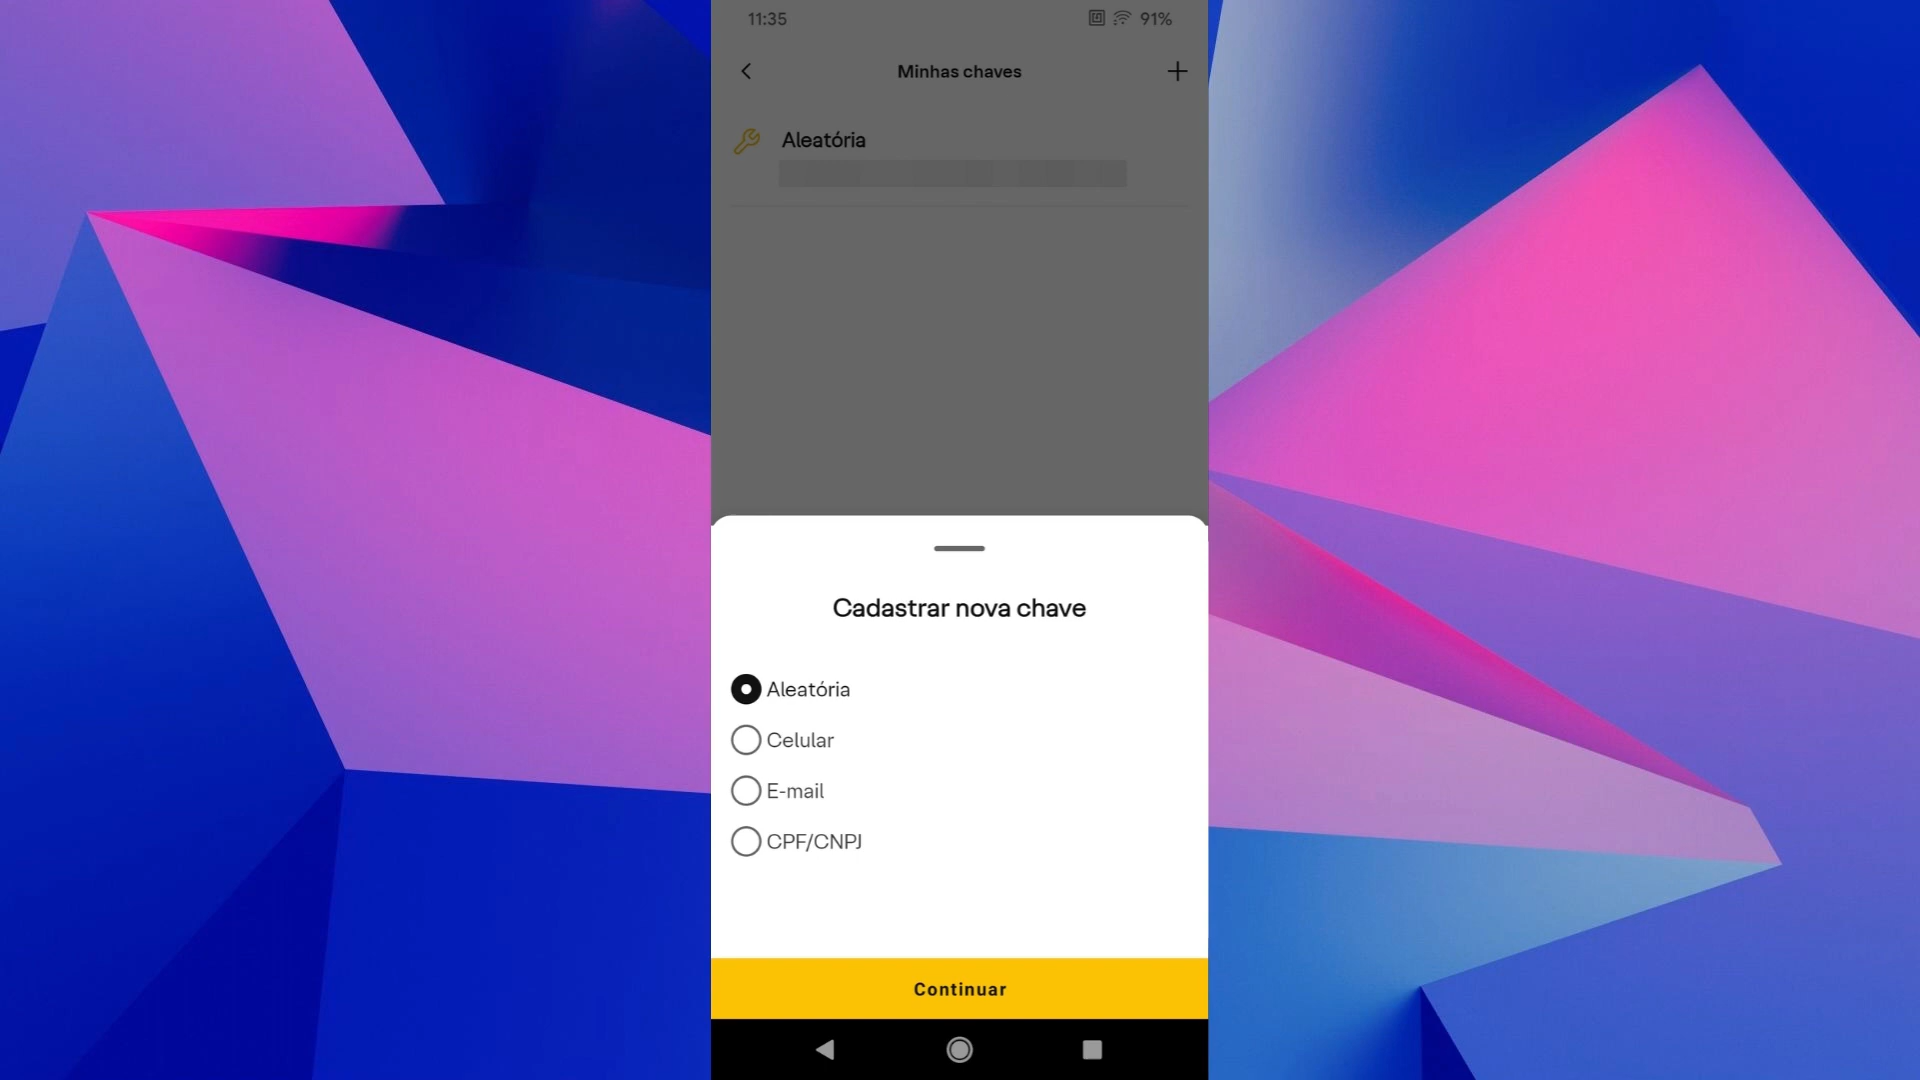 11:35
91%
Minhas chaves
Aleatória
Cadastrar nova chave
Aleatória
Celular
E-mail
CPF/CNPJ
Continuar